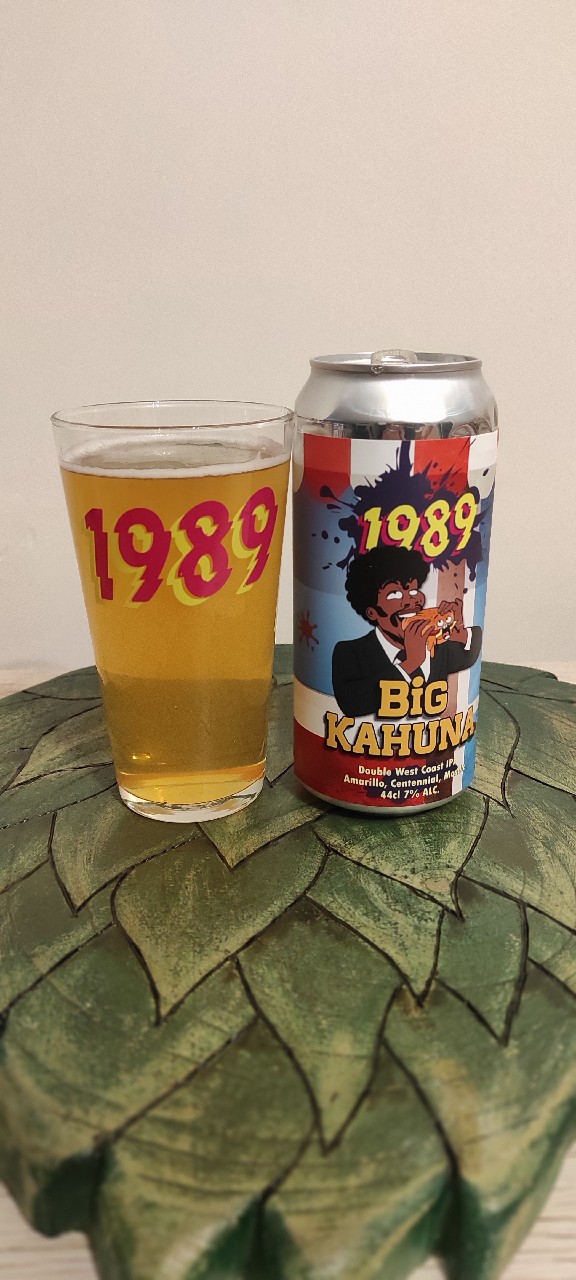 1989
1989
BiG
KAHUNA
Double West Coast IPA
Amarillo, Centennial,
44cl 7% ALC.